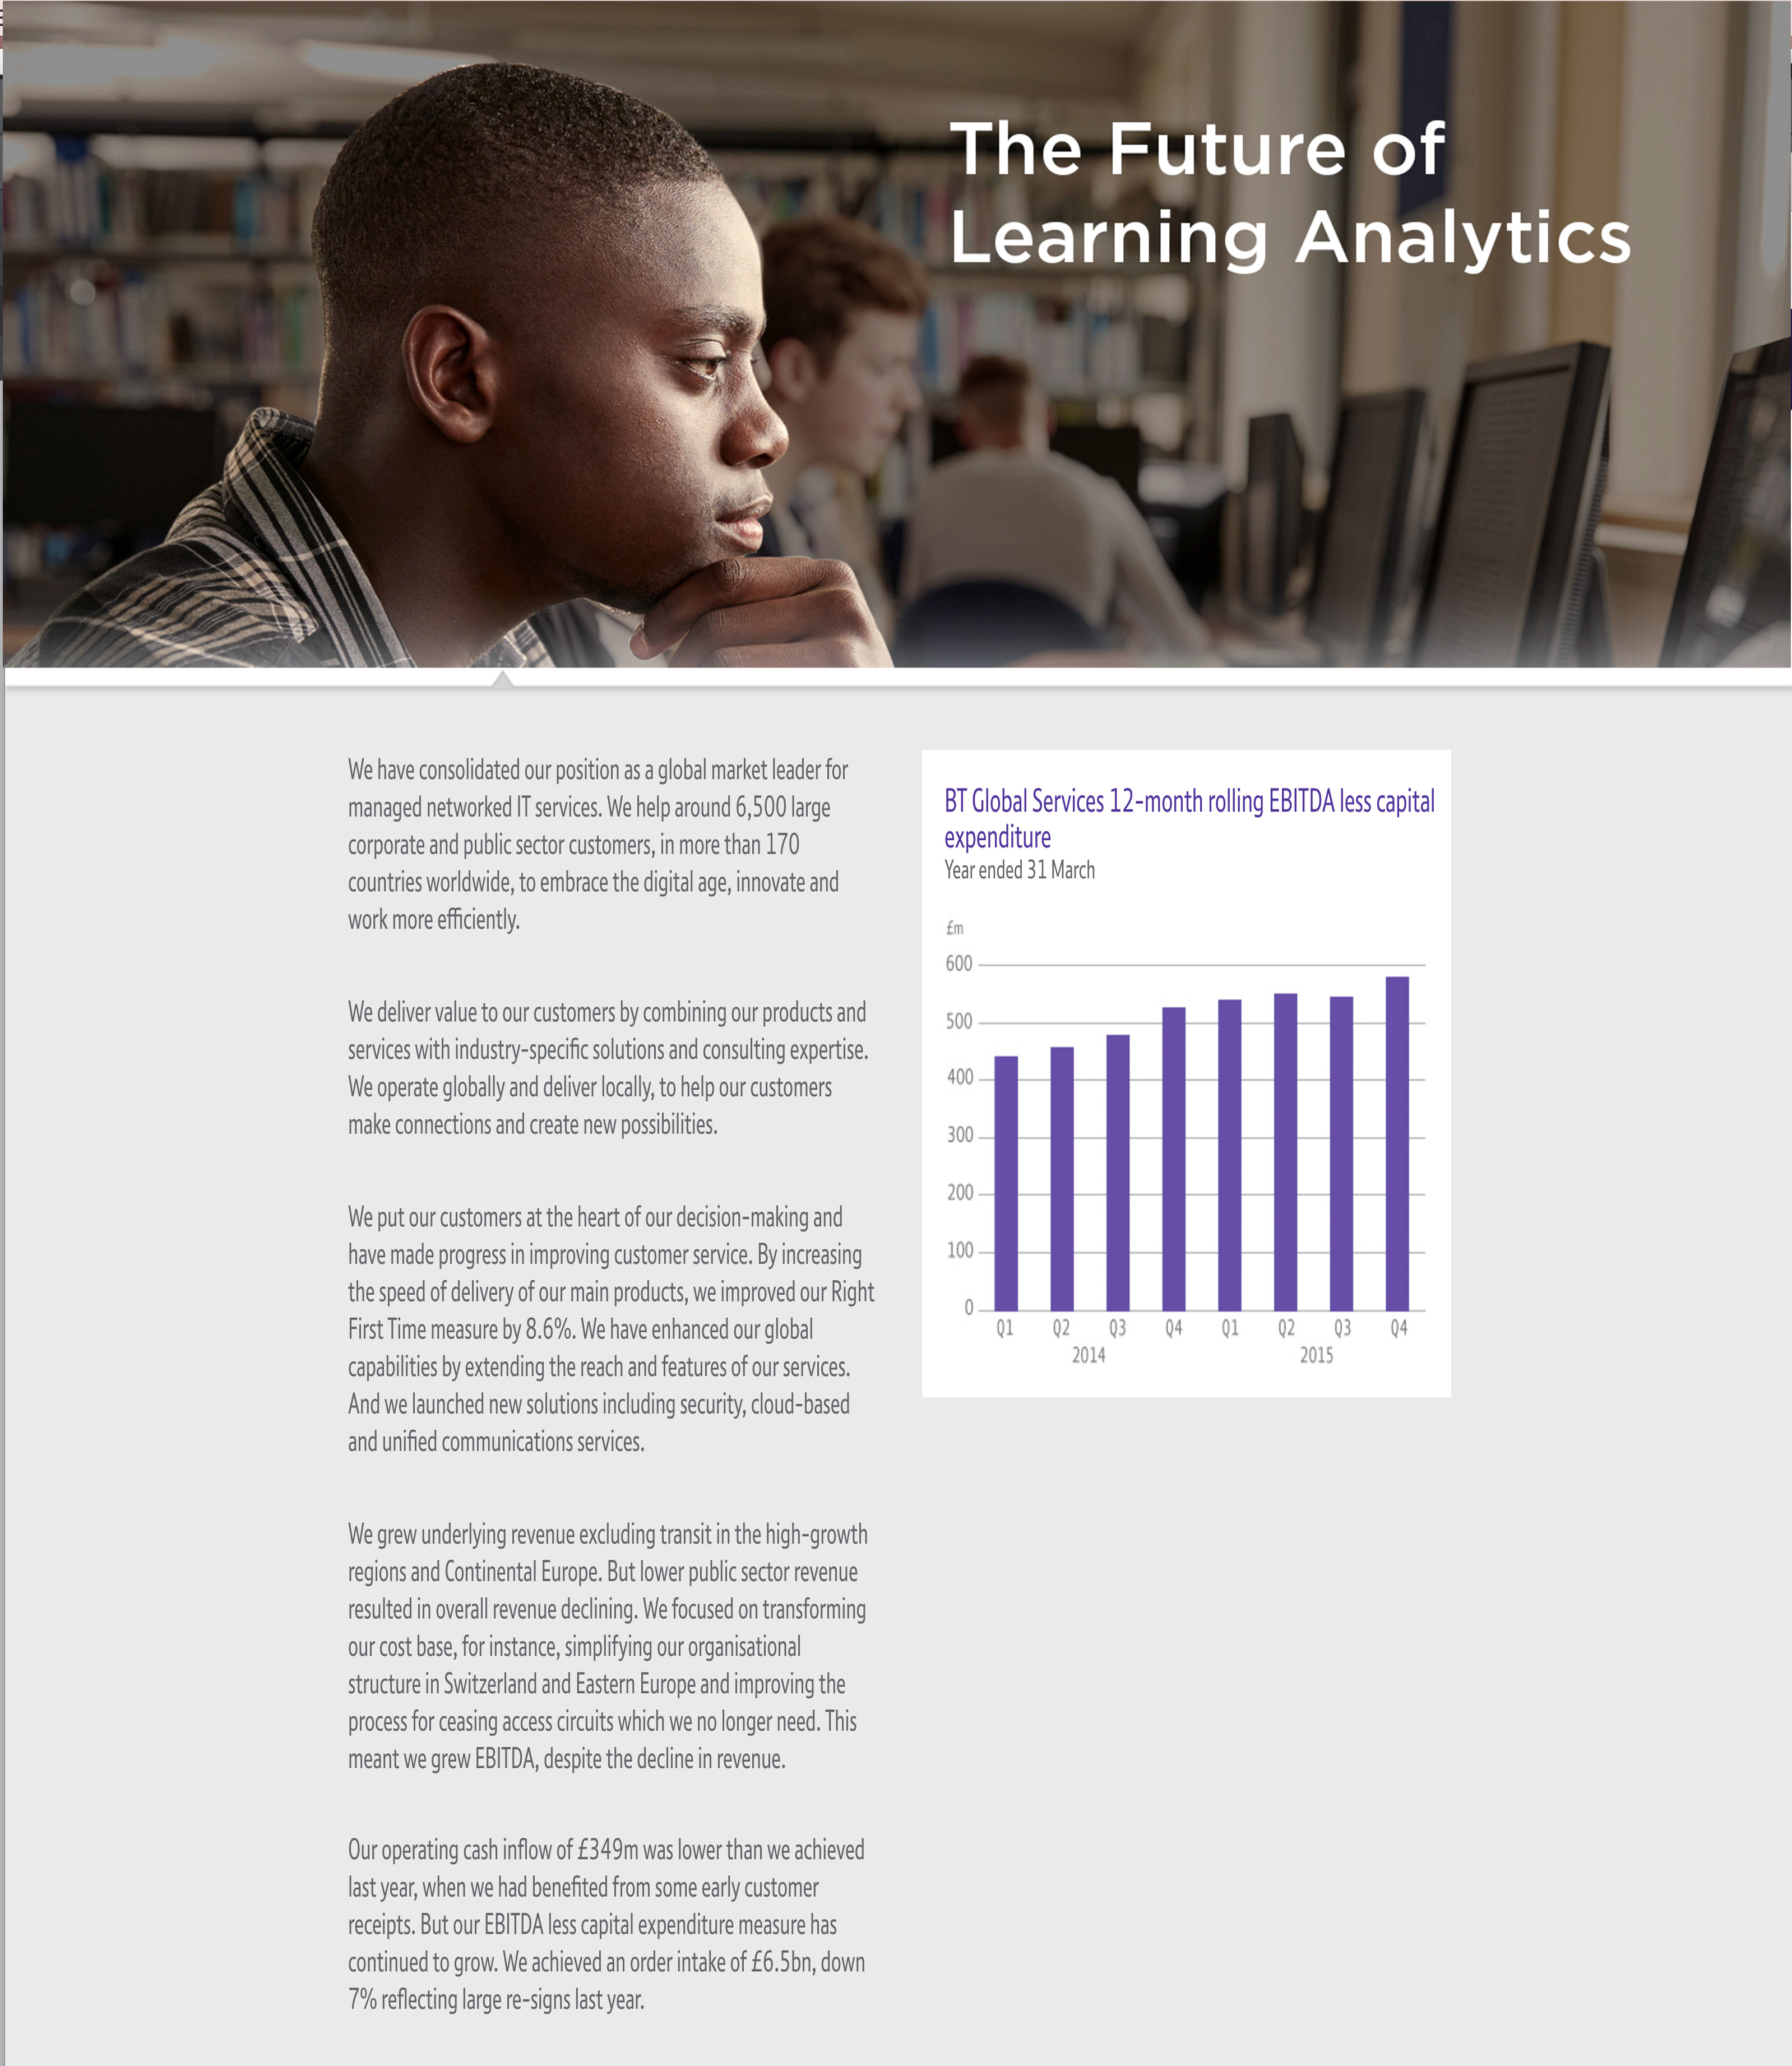 The Future of
Learning Analytics
We have consolidated our position as a global market leader for
managed networked IT services. We help around 6,500 large
corporate and public sector customers, in more than 170
countries worldwide, to embrace the digital age, innovate and
work more efficiently.
We deliver value to our customers by combining our products and
services with industry-specific solutions and consulting expertise.
We operate globally and deliver locally, to help our customers
make connections and create new possibilities.
We put our customers at the heart of our decision-making and
have made progress in improving customer service. By increasing
the speed of delivery of our main products, we improved our Right
First Time measure by 8.6%. We have enhanced our global
capabilities by extending the reach and features of our services.
And we launched new solutions including security, cloud-based
and unified communications services.
We grew underlying revenue excluding transit in the high-growth
regions and Continental Europe. But lower public sector revenue
resulted in overall revenue declining. We focused on transforming
our cost base, for instance, simplifying our organisational
structure in Switzerland and Eastern Europe and improving the
process for ceasing access circuits which we no longer need. This
meant we grew EBITDA, despite the decline in revenue.
Our operating cash inflow of £349m was lower than we achieved
last year, when we had benefited from some early customer
receipts. But our EBITDA less capital expenditure measure has
continued to grow. We achieved an order intake of £6.5bn, down
7% reflecting large re-signs last year.
BT Global Services 12-month rolling EBITDA less capital
expenditure
Year ended 31 March
£m
600
500
400
300
200
100
0
Q1 Q2 Q3 Q4 Q1 Q2 Q3 Q4
2014 2015